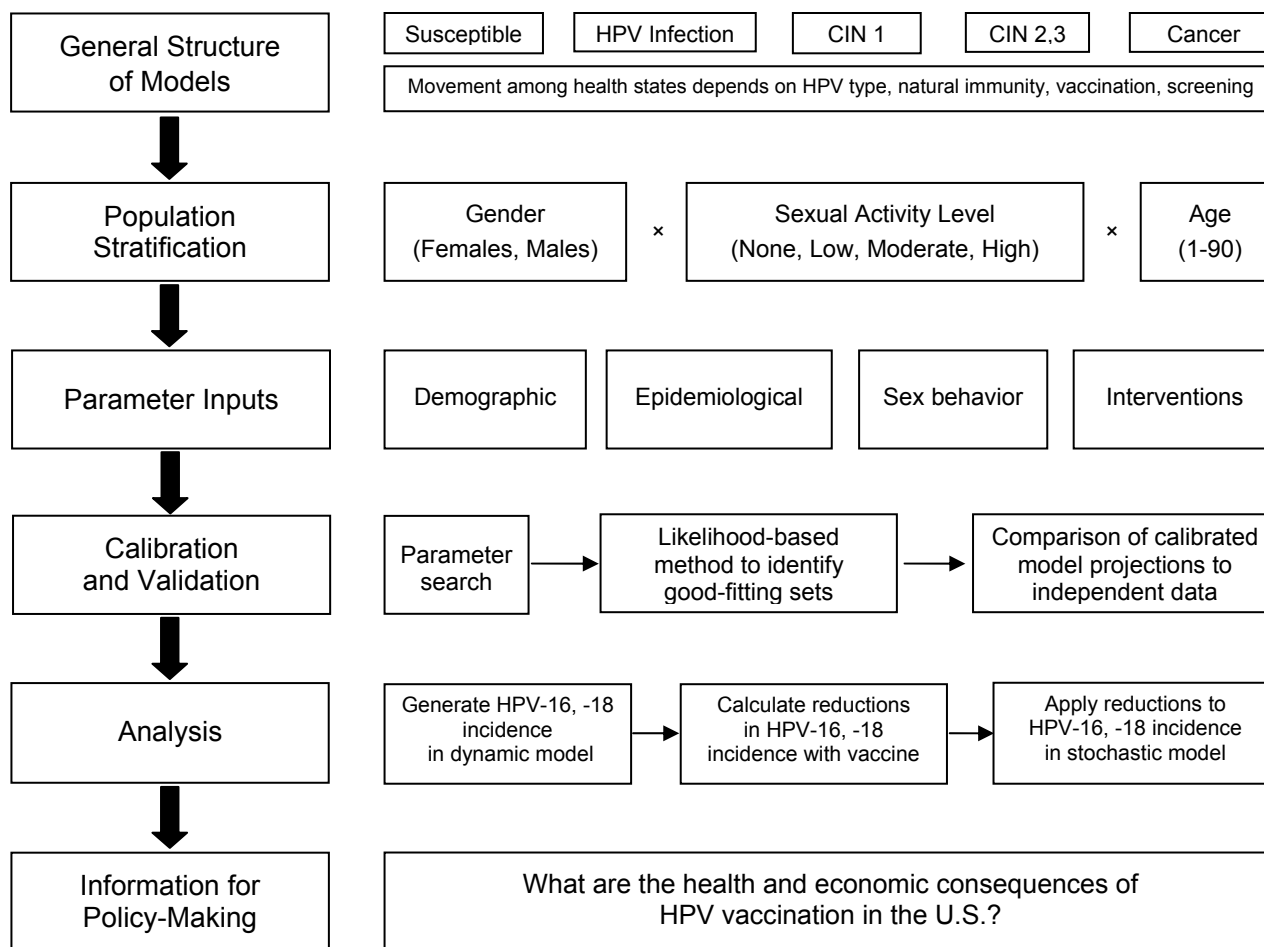 General Structure
of Models
Susceptible
HPV Infection
CIN 1
CIN 2,3
Cancer
Movement among health states depends on HPV type, natural immunity, vaccination, screening
Population
Stratification
Gender
(Females, Males)
×
Sexual Activity Level
(None, Low, Moderate, High)
×
Age
(1-90)
Parameter Inputs
Demographic
Epidemiological
Sex behavior
Interventions
Calibration
and Validation
Parameter
search
Likelihood-based
method to identify
good-fitting sets
Comparison of calibrated
model projections to
independent data
Analysis
Generate HPV-16, -18
incidence
in dynamic model
Calculate reductions
in HPV-16, -18
incidence with vaccine
Apply reductions to
HPV-16, -18 incidence
in stochastic model
Information for
Policy-Making
What are the health and economic consequences of
HPV vaccination in the U.S.?